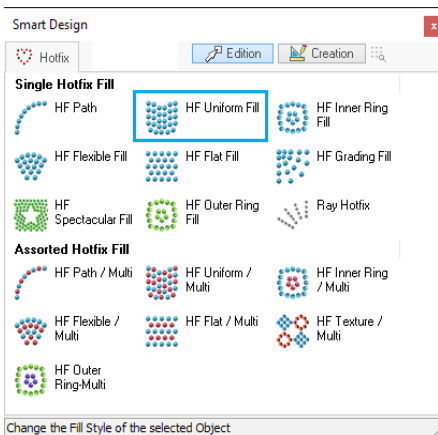 Smart Design
x
Hotfix
Edition
Creation
Single Hotfix Fill
HF Path
HF Uniform Fill
HF Inner Ring
Fill
HF Flexible Fill
HF Flat Fill
HF Grading Fill
HF
Spectacular Fill
HF Outer Ring
Fill
Ray Hotfix
Assorted Hotfix Fill
HF Path / Multi
HF Uniform /
Multi
HF Inner Ring
/ Multi
HF Flexible /
Multi
HF Flat / Multi
HF Texture /
Multi
HF Outer
Ring-Multi
Change the Fill Style of the selected Object